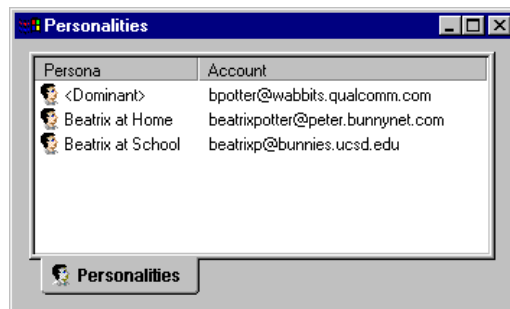 Personalities
Persona Account
<Dominant> bpotter@wabbits.qualcomm.com
Beatrix at Home beatrixpotter@peter.bunnynet.com
Beatrix at School beatrixp@bunnies.ucsd.edu
Personalities